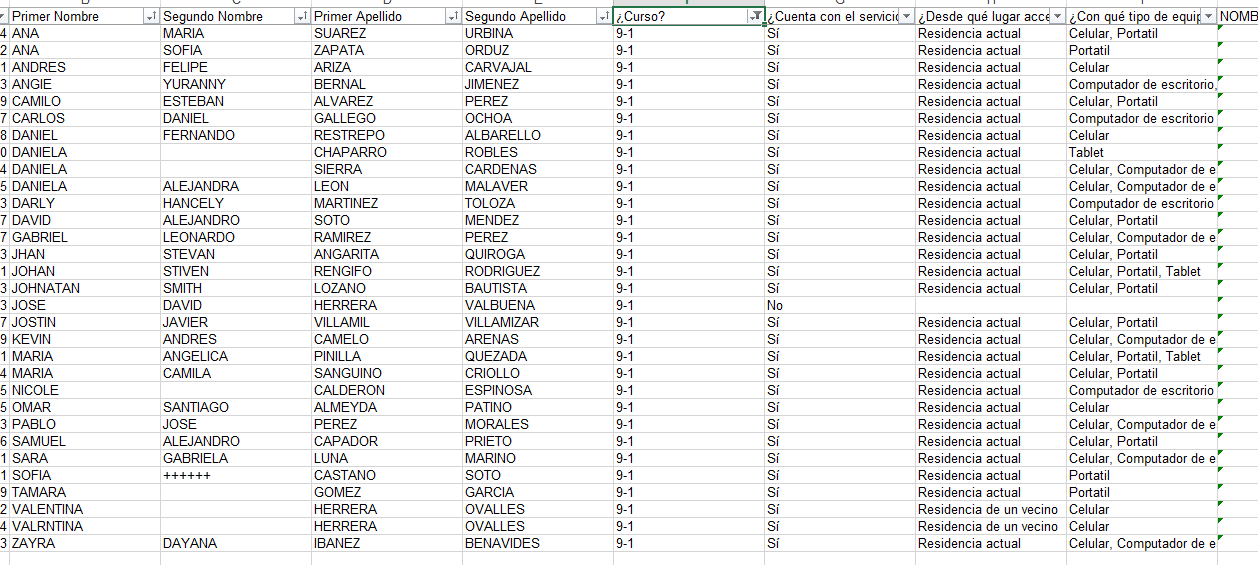 Primer Nombre Segundo Nombre Primer Apellido Segundo Apellido ¿Curso? ¿Cuenta con el servicio ¿Desde qué lugar acce ¿Con qué tipo de equip NOMB
4 ANA MARIA SUAREZ URBINA 9-1 Sí Residencia actual Celular, Portatil
2 ANA SOFIA ZAPATA ORDUZ 9-1 Sí Residencia actual Portatil
1 ANDRES FELIPE ARIZA CARVAJAL 9-1 Sí Residencia actual Celular
3 ANGIE YURANNY BERNAL JIMENEZ 9-1 Sí Residencia actual Computador de escritorio,
9 CAMILO ESTEBAN ALVAREZ PEREZ 9-1 Sí Residencia actual Celular, Portatil
7 CARLOS DANIEL GALLEGO OCHOA 9-1 Sí Residencia actual Computador de escritorio
8 DANIEL FERNANDO RESTREPO ALBARELLO 9-1 Sí Residencia actual Celular
0 DANIELA CHAPARRO ROBLES 9-1 Sí Residencia actual Tablet
4 DANIELA SIERRA CARDENAS 9-1 Sí Residencia actual Celular, Computador de e
5 DANIELA ALEJANDRA LEON MALAVER 9-1 Sí Residencia actual Celular, Computador de e
3 DARLY HANCELY MARTINEZ TOLOZA 9-1 Sí Residencia actual Computador de escritorio
7 DAVID ALEJANDRO SOTO MENDEZ 9-1 Sí Residencia actual Celular, Portatil
7 GABRIEL LEONARDO RAMIREZ PEREZ 9-1 Sí Residencia actual Celular, Computador de e
3 JHAN STEVAN ANGARITA QUIROGA 9-1 Sí Residencia actual Celular, Portatil
1 JOHAN STIVEN RENGIFO RODRIGUEZ 9-1 Sí Residencia actual Celular, Portatil, Tablet
3 JOHNATAN SMITH LOZANO BAUTISTA 9-1 Sí Residencia actual Celular, Portatil
3 JOSE DAVID HERRERA VALBUENA 9-1 No
7 JOSTIN JAVIER VILLAMIL VILLAMIZAR 9-1 Sí Residencia actual Celular, Portatil
9 KEVIN ANDRES CAMELO ARENAS 9-1 Sí Residencia actual Celular, Computador de e
1 MARIA ANGELICA PINILLA QUEZADA 9-1 Sí Residencia actual Celular, Portatil, Tablet
4 MARIA CAMILA SANGUINO CRIOLLO 9-1 Sí Residencia actual Celular, Portatil
5 NICOLE CALDERON ESPINOSA 9-1 Sí Residencia actual Computador de escritorio
5 OMAR SANTIAGO ALMEYDA PATINO 9-1 Sí Residencia actual Celular
3 PABLO JOSE PEREZ MORALES 9-1 Sí Residencia actual Celular, Computador de e
6 SAMUEL ALEJANDRO CAPADOR PRIETO 9-1 Sí Residencia actual Celular, Portatil
1 SARA GABRIELA LUNA MARINO 9-1 Sí Residencia actual Celular, Computador de e
1 SOFIA ++++++ CASTANO SOTO 9-1 Sí Residencia actual Portatil
9 TAMARA GOMEZ GARCIA 9-1 Sí Residencia actual Portatil
2 VALENTINA HERRERA OVALLES 9-1 Sí Residencia de un vecino Celular
4 VALRNTINA HERRERA OVALLES 9-1 Sí Residencia de un vecino Celular
3 ZAYRA DAYANA IBANEZ BENAVIDES 9-1 Sí Residencia actual Celular, Computador de e